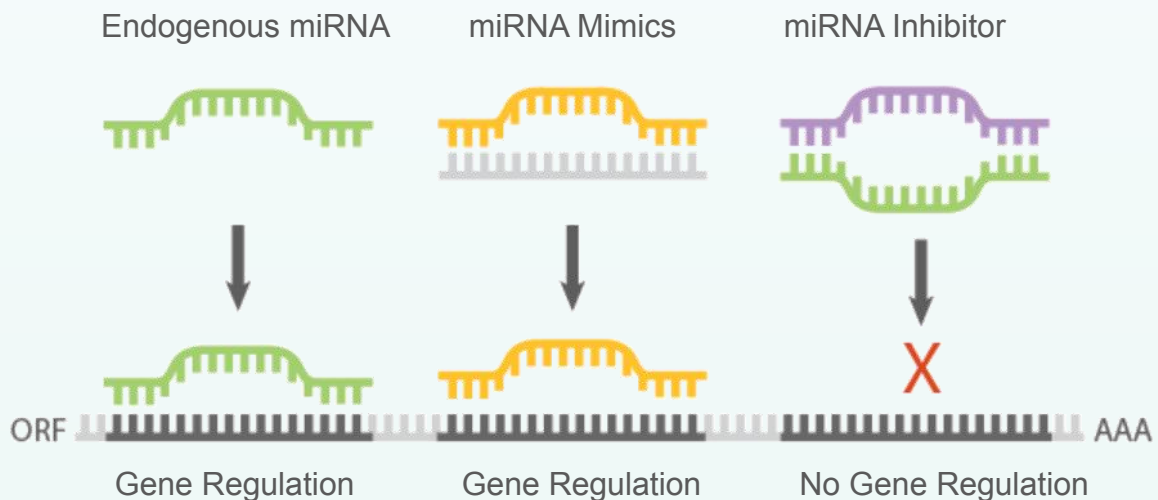 Endogenous miRNA miRNA Mimics miRNA Inhibitor
X
ORF AAA
Gene Regulation Gene Regulation No Gene Regulation